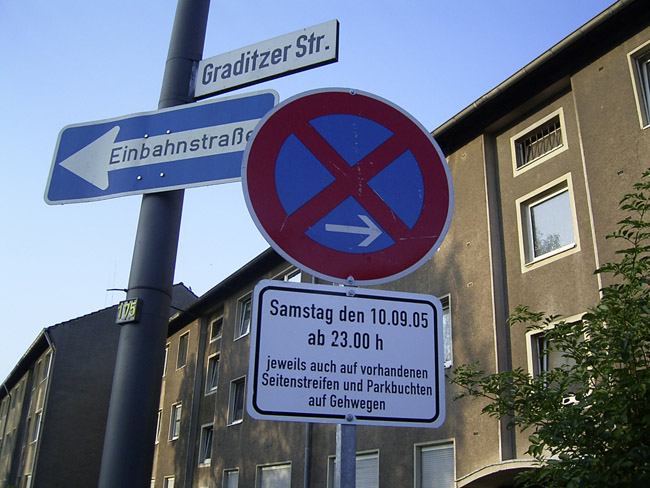 Graditzer Str.
Einbahnstraße
175
Samstag den 10.09.05
ab 23.00 h
jeweils auch auf vorhandenen
Seitenstreifen und Parkbuchten
auf Gehwegen